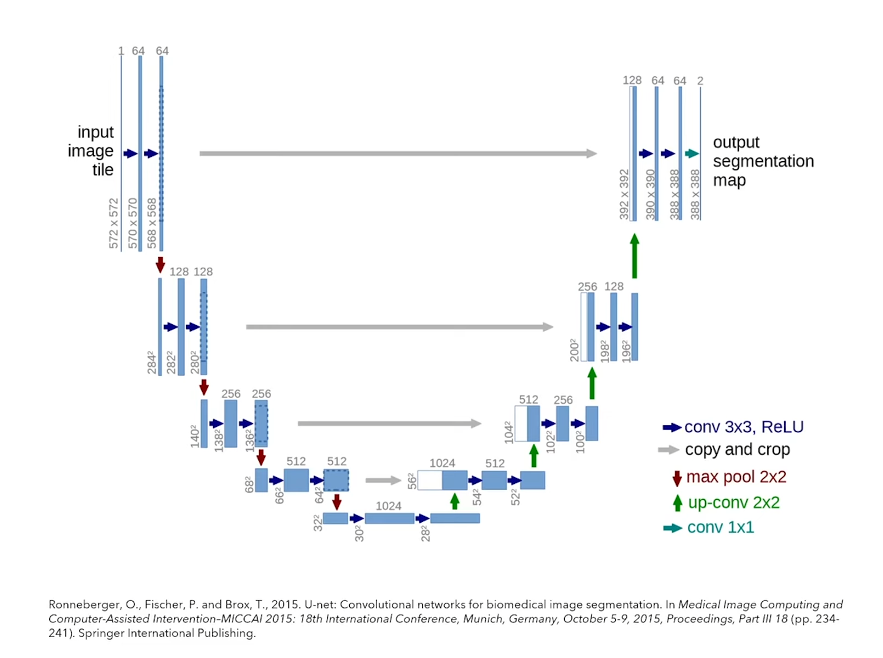 1 64 64
128 64 64 2
input
image
tile
output
segmentation
map
572 x 572
570 x 570
568 x 568
392 x 392
390 x 390
388 x 388
388 x 388
128 128
256 128
284²
282²
280²
200²
198²
196²
256 256
512 256
140²
138²
136²
104²
102²
100²
512 512
1024 512
68²
66²
64²
56²
54²
52²
1024
32²
30²
28²
conv 3x3, ReLU
copy and crop
max pool 2x2
up-conv 2x2
conv 1x1
Ronneberger, O., Fischer, P. and Brox, T., 2015. U-net: Convolutional networks for biomedical image segmentation. In Medical Image Computing and
Computer-Assisted Intervention–MICCAI 2015: 18th International Conference, Munich, Germany, October 5-9, 2015, Proceedings, Part III 18 (pp. 234-
241). Springer International Publishing.